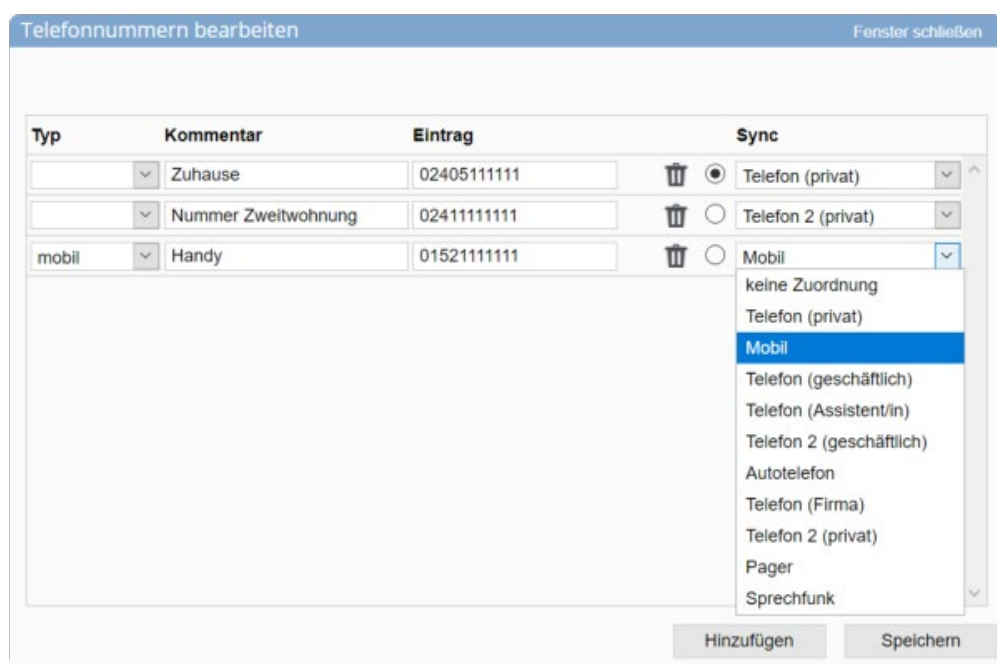 Telefonnummern bearbeiten Fenster schließen
Typ Kommentar Eintrag Sync
Zuhause 02405111111 Telefon (privat)
Nummer Zweitwohnung 02411111111 Telefon 2 (privat)
mobil Handy 01521111111 Mobil
keine Zuordnung
Telefon (privat)
Mobil
Telefon (geschäftlich)
Telefon (Assistent/in)
Telefon 2 (geschäftlich)
Autotelefon
Telefon (Firma)
Telefon 2 (privat)
Pager
Sprechfunk
Hinzufügen Speichern